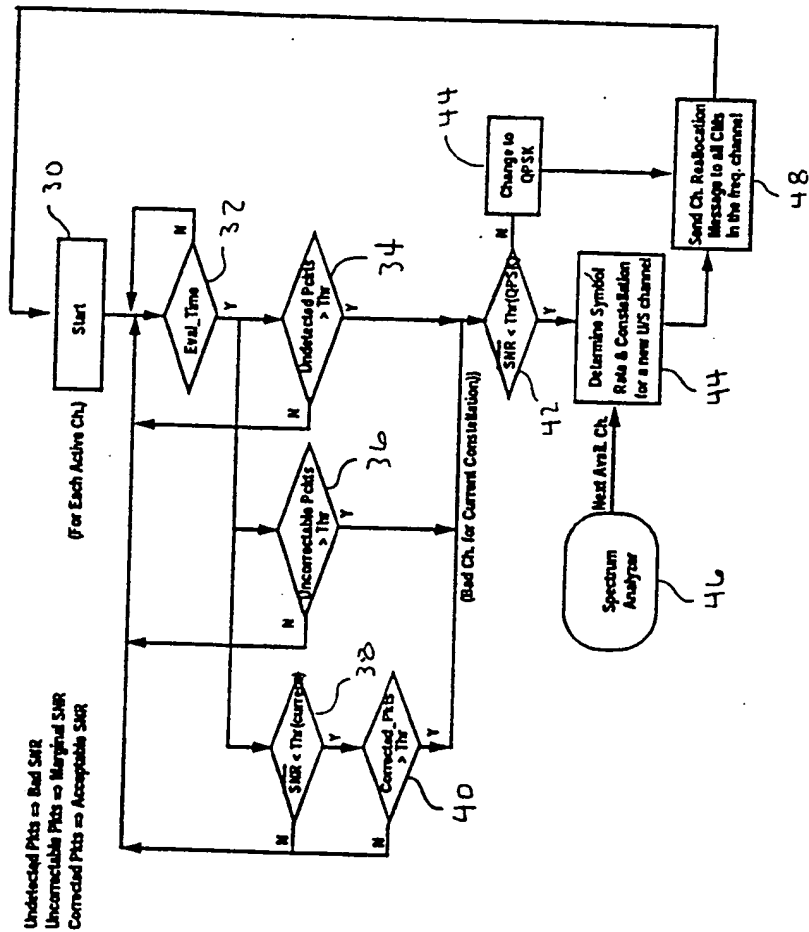 Undetected Pkts => Bad SNR
Uncorrectable Pkts => Marginal SNR
Corrected Pkts => Acceptable SNR
(For Each Active Ch.)
Start
30
Eval_Time
N
Y
32
Undetected Pckts
> Thr
N
Y
34
Uncorrectable Pckts
> Thr
N
Y
36
SNR < Thr(current)
N
Y
38
Corrected_Pkts
> Thr
N
Y
40
(Bad Ch. for Current Constellation))
SNR < Thr(QPSK)
N
Y
42
Change to
QPSK
44
Determine Symbol
Rate & Constellation
for a new U/S channel
44
Next Avail. Ch.
Spectrum
Analyzer
46
Send Ch. Reallocation
Message to all CMs
In the freq. channel
48